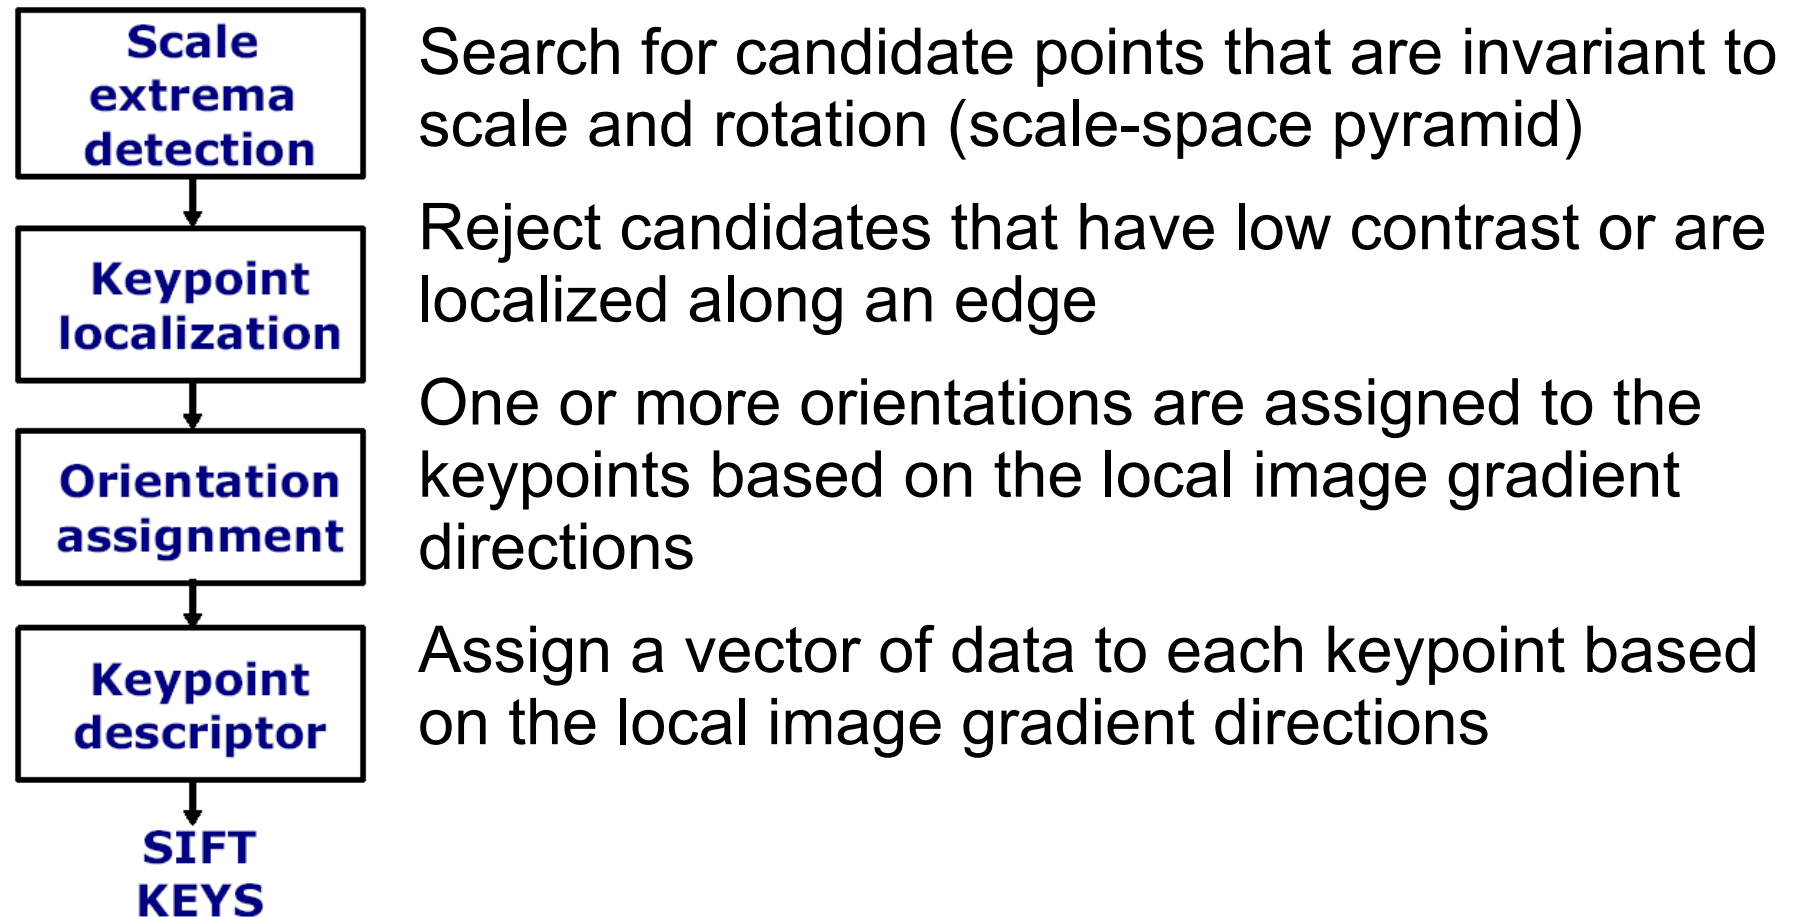 Scale
extrema
detection
Search for candidate points that are invariant to
scale and rotation (scale-space pyramid)
Keypoint
localization
Reject candidates that have low contrast or are
localized along an edge
Orientation
assignment
One or more orientations are assigned to the
keypoints based on the local image gradient
directions
Keypoint
descriptor
Assign a vector of data to each keypoint based
on the local image gradient directions
SIFT
KEYS